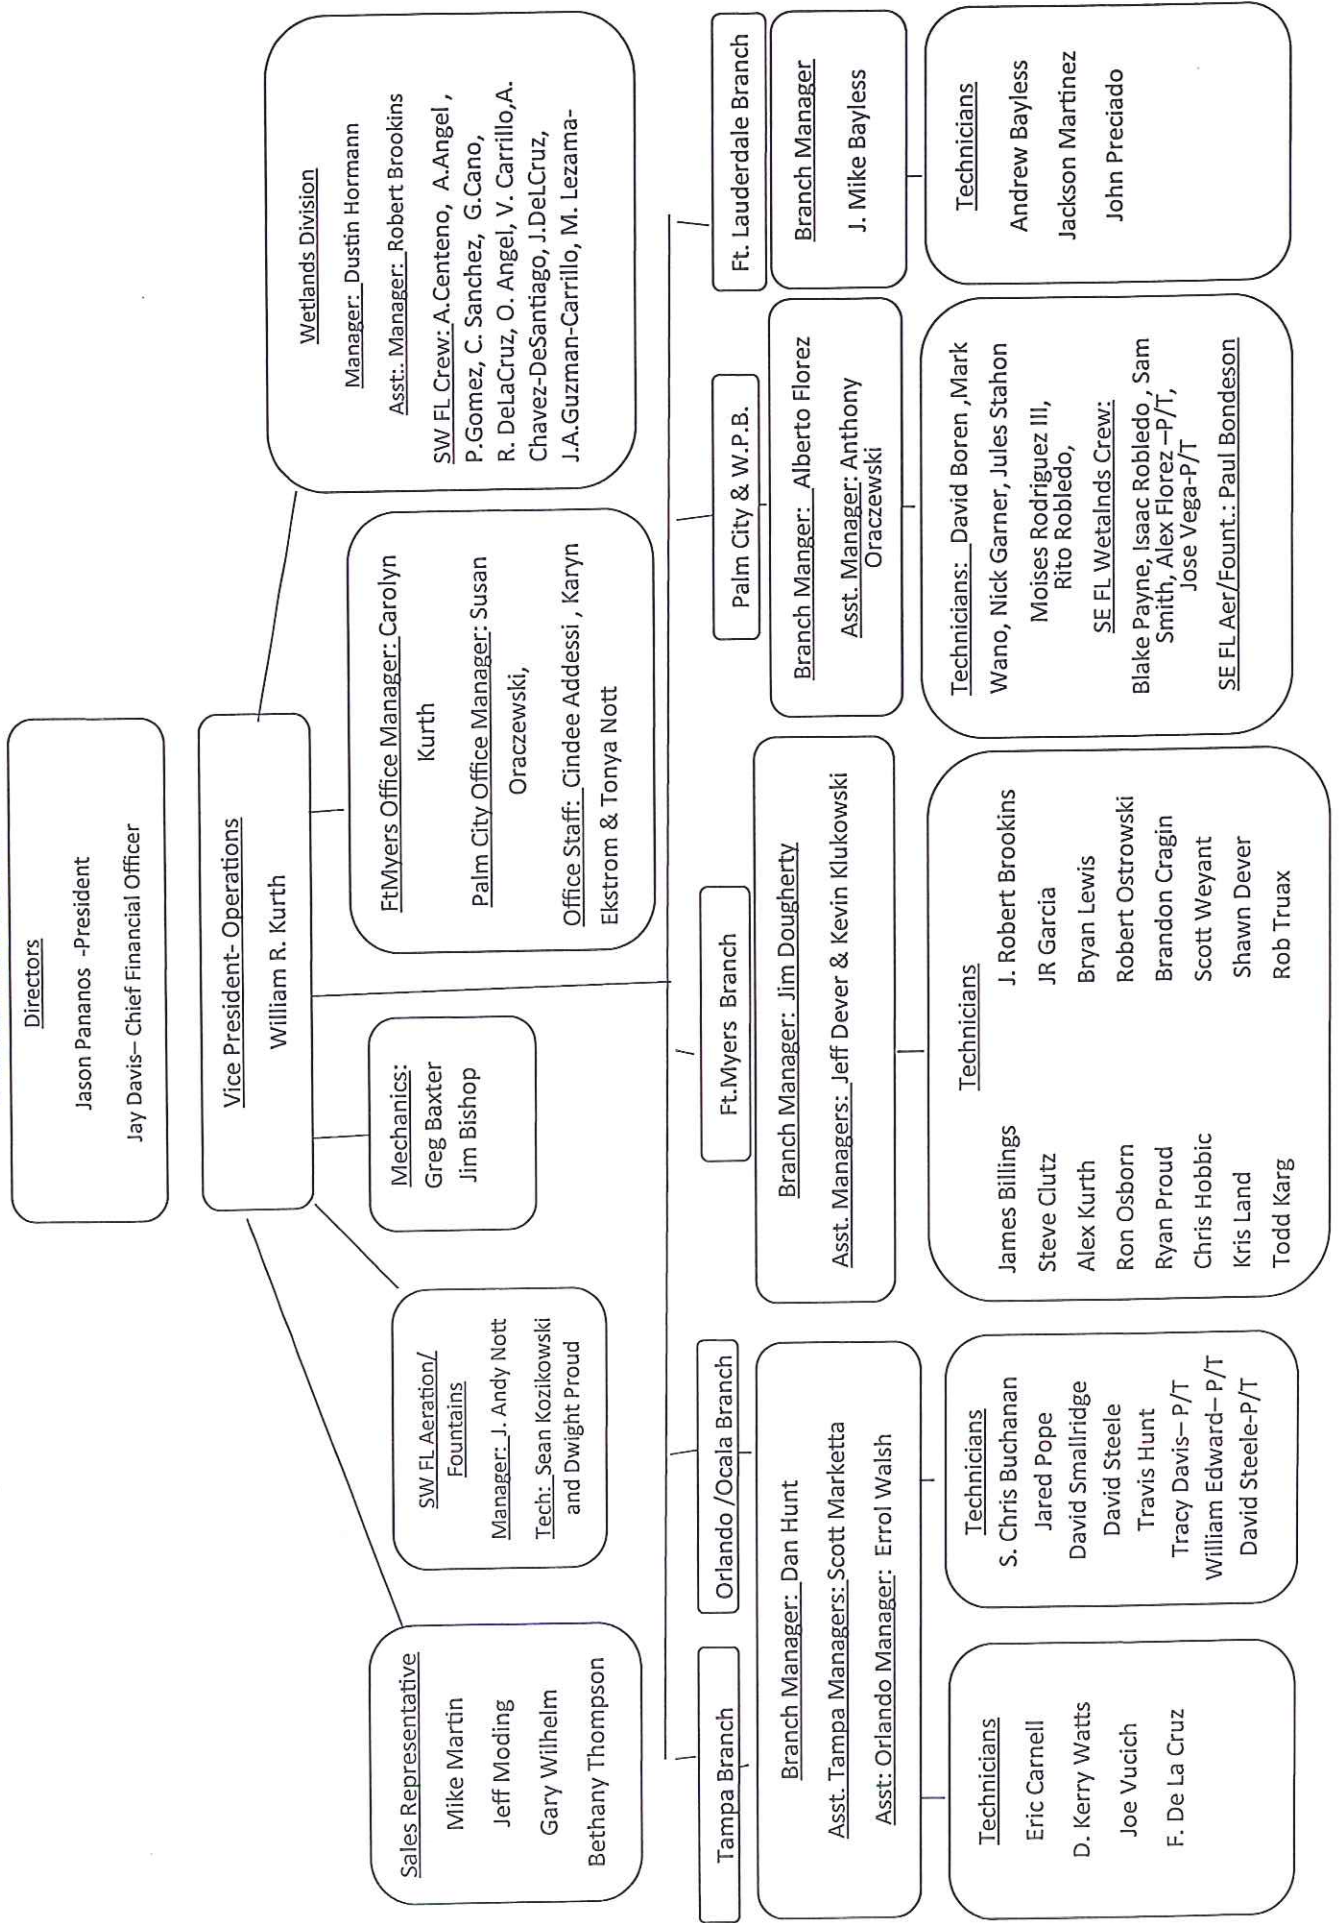 Directors
Jason Pananos -President
Jay Davis– Chief Financial Officer
Vice President- Operations
William R. Kurth
Sales Representative
Mike Martin
Jeff Moding
Gary Wilhelm
Bethany Thompson
SW FL Aeration/
Fountains
Manager: J. Andy Nott
Tech: Sean Kozikowski
and Dwight Proud
Mechanics:
Greg Baxter
Jim Bishop
FtMyers Office Manager: Carolyn
Kurth
Palm City Office Manager: Susan
Oraczewski,
Office Staff: Cindee Addessi , Karyn
Ekstrom & Tonya Nott
Wetlands Division
Manager: Dustin Hormann
Asst:. Manager: Robert Brookins
SW FL Crew: A.Centeno, A.Angel ,
P.Gomez, C. Sanchez, G.Cano,
R. DeLaCruz, O. Angel, V. Carrillo,A.
Chavez-DeSantiago, J.DeLCruz,
J.A.Guzman-Carrillo, M. Lezama-
Tampa Branch
Orlando /Ocala Branch
Branch Manager: Dan Hunt
Asst. Tampa Managers: Scott Marketta
Asst: Orlando Manager: Errol Walsh
Technicians
Eric Carnell
D. Kerry Watts
Joe Vucich
F. De La Cruz
Technicians
S. Chris Buchanan
Jared Pope
David Smallridge
David Steele
Travis Hunt
Tracy Davis– P/T
William Edward– P/T
David Steele-P/T
Ft.Myers Branch
Branch Manager: Jim Dougherty
Asst. Managers: Jeff Dever & Kevin Klukowski
Technicians
James Billings
Steve Clutz
Alex Kurth
Ron Osborn
Ryan Proud
Chris Hobbic
Kris Land
Todd Karg
J. Robert Brookins
JR Garcia
Bryan Lewis
Robert Ostrowski
Brandon Cragin
Scott Weyant
Shawn Dever
Rob Truax
Palm City & W.P.B.
Branch Manger: Alberto Florez
Asst. Manager: Anthony
Oraczewski
Technicians: David Boren ,Mark
Wano, Nick Garner, Jules Stahon
Moises Rodriguez III,
Rito Robledo,
SE FL Wetalnds Crew:
Blake Payne, Isaac Robledo, Sam
Smith, Alex Florez –P/T,
Jose Vega-P/T
SE FL Aer/Fount.: Paul Bondeson
Ft. Lauderdale Branch
Branch Manager
J. Mike Bayless
Technicians
Andrew Bayless
Jackson Martinez
John Preciado